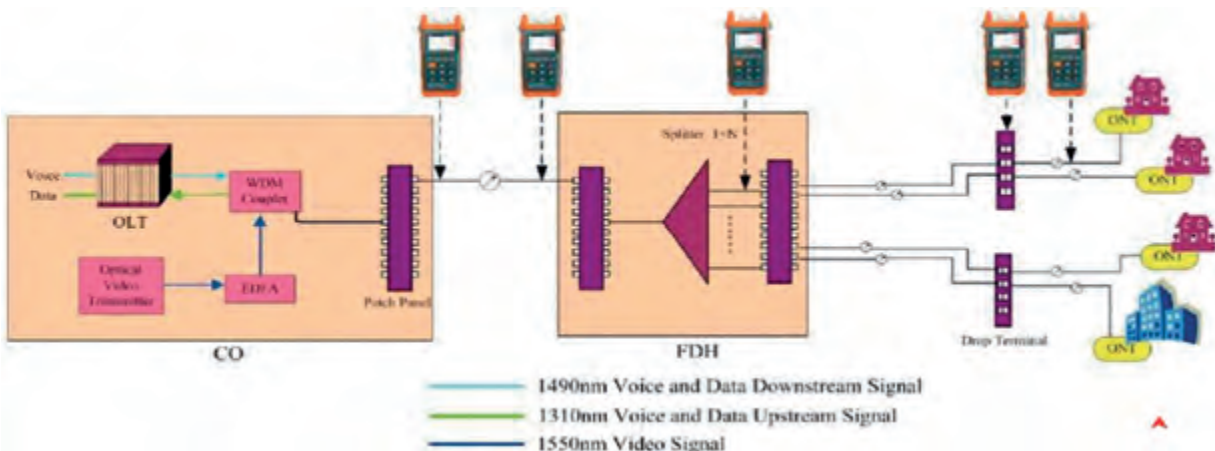 Splitter 1×N
ONT
ONT
Voice
Data
OLT
WDM
Coupler
Optical
Video
Transmitter
EDFA
Patch Panel
CO
FDH
Drop Terminal
ONT
ONT
1490nm Voice and Data Downstream Signal
1310nm Voice and Data Upstream Signal
1550nm Video Signal